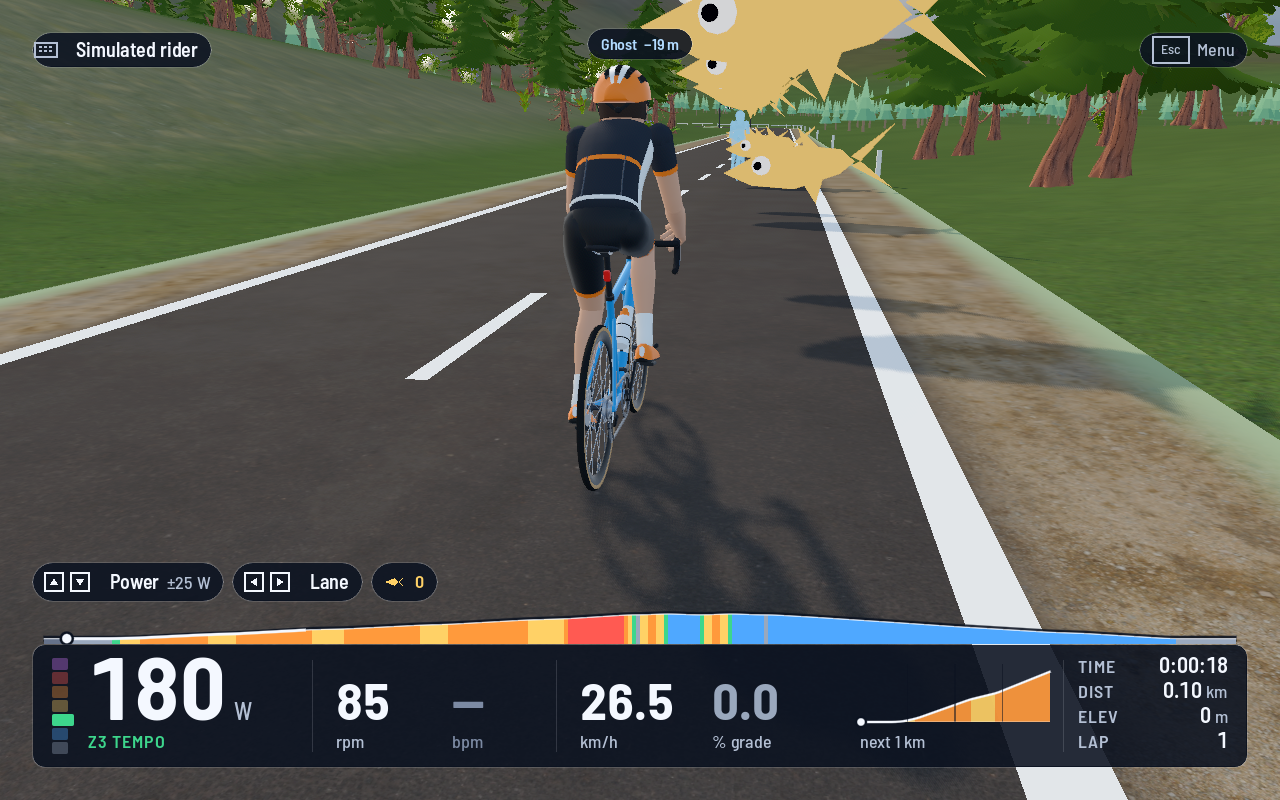 Simulated rider
Ghost −19 m
Esc Menu
Power ±25 W
Lane
0
180 W
Z3 TEMPO
85
rpm
–
bpm
26.5
km/h
0.0
% grade
next 1 km
TIME 0:00:18
DIST 0.10 km
ELEV 0 m
LAP 1